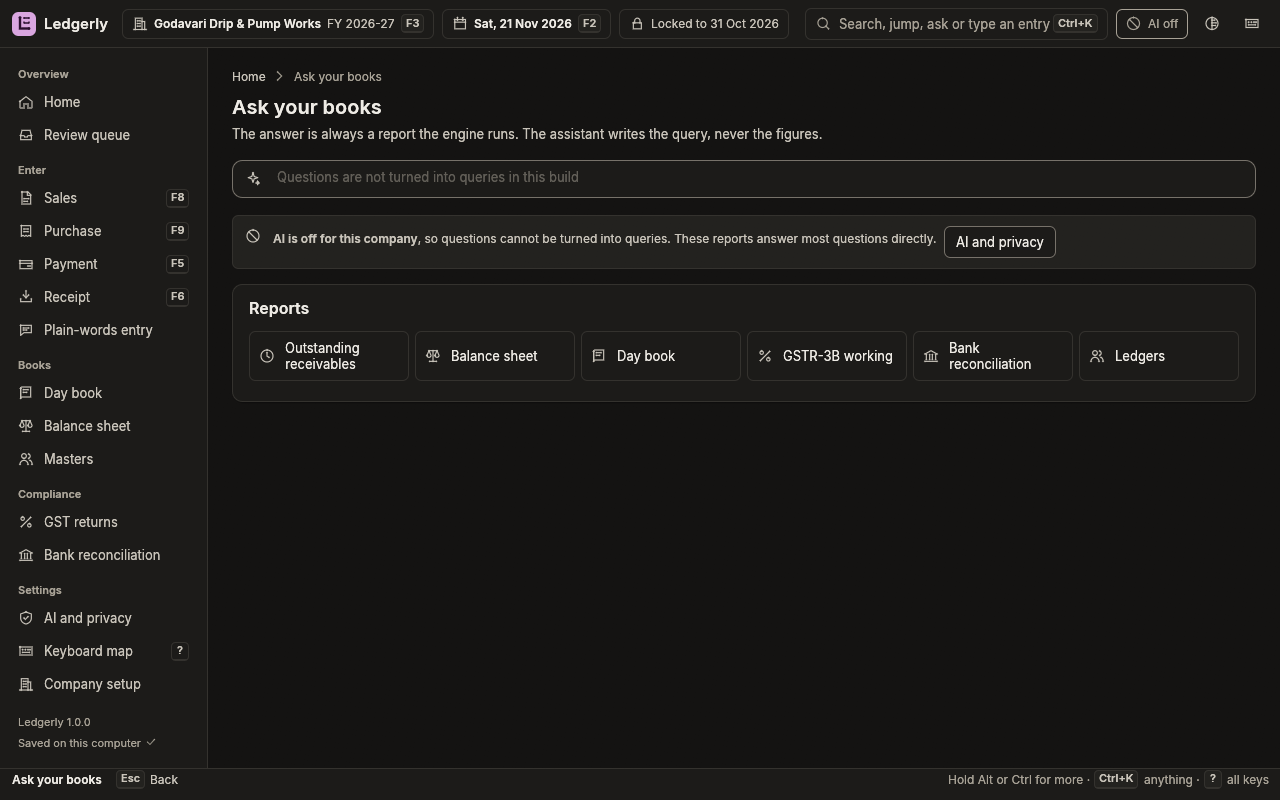 Ledgerly
Godavari Drip & Pump Works FY 2026-27 F3
Sat, 21 Nov 2026 F2
Locked to 31 Oct 2026
Search, jump, ask or type an entry Ctrl+K
AI off
Overview
Home
Review queue
Enter
Sales F8
Purchase F9
Payment F5
Receipt F6
Plain-words entry
Books
Day book
Balance sheet
Masters
Compliance
GST returns
Bank reconciliation
Settings
AI and privacy
Keyboard map ?
Company setup
Ledgerly 1.0.0
Saved on this computer
Home > Ask your books
Ask your books
The answer is always a report the engine runs. The assistant writes the query, never the figures.
Questions are not turned into queries in this build
AI is off for this company, so questions cannot be turned into queries. These reports answer most questions directly. AI and privacy
Reports
Outstanding
receivables
Balance sheet
Day book
GSTR-3B working
Bank
reconciliation
Ledgers
Ask your books Esc Back
Hold Alt or Ctrl for more · Ctrl+K anything · ? all keys